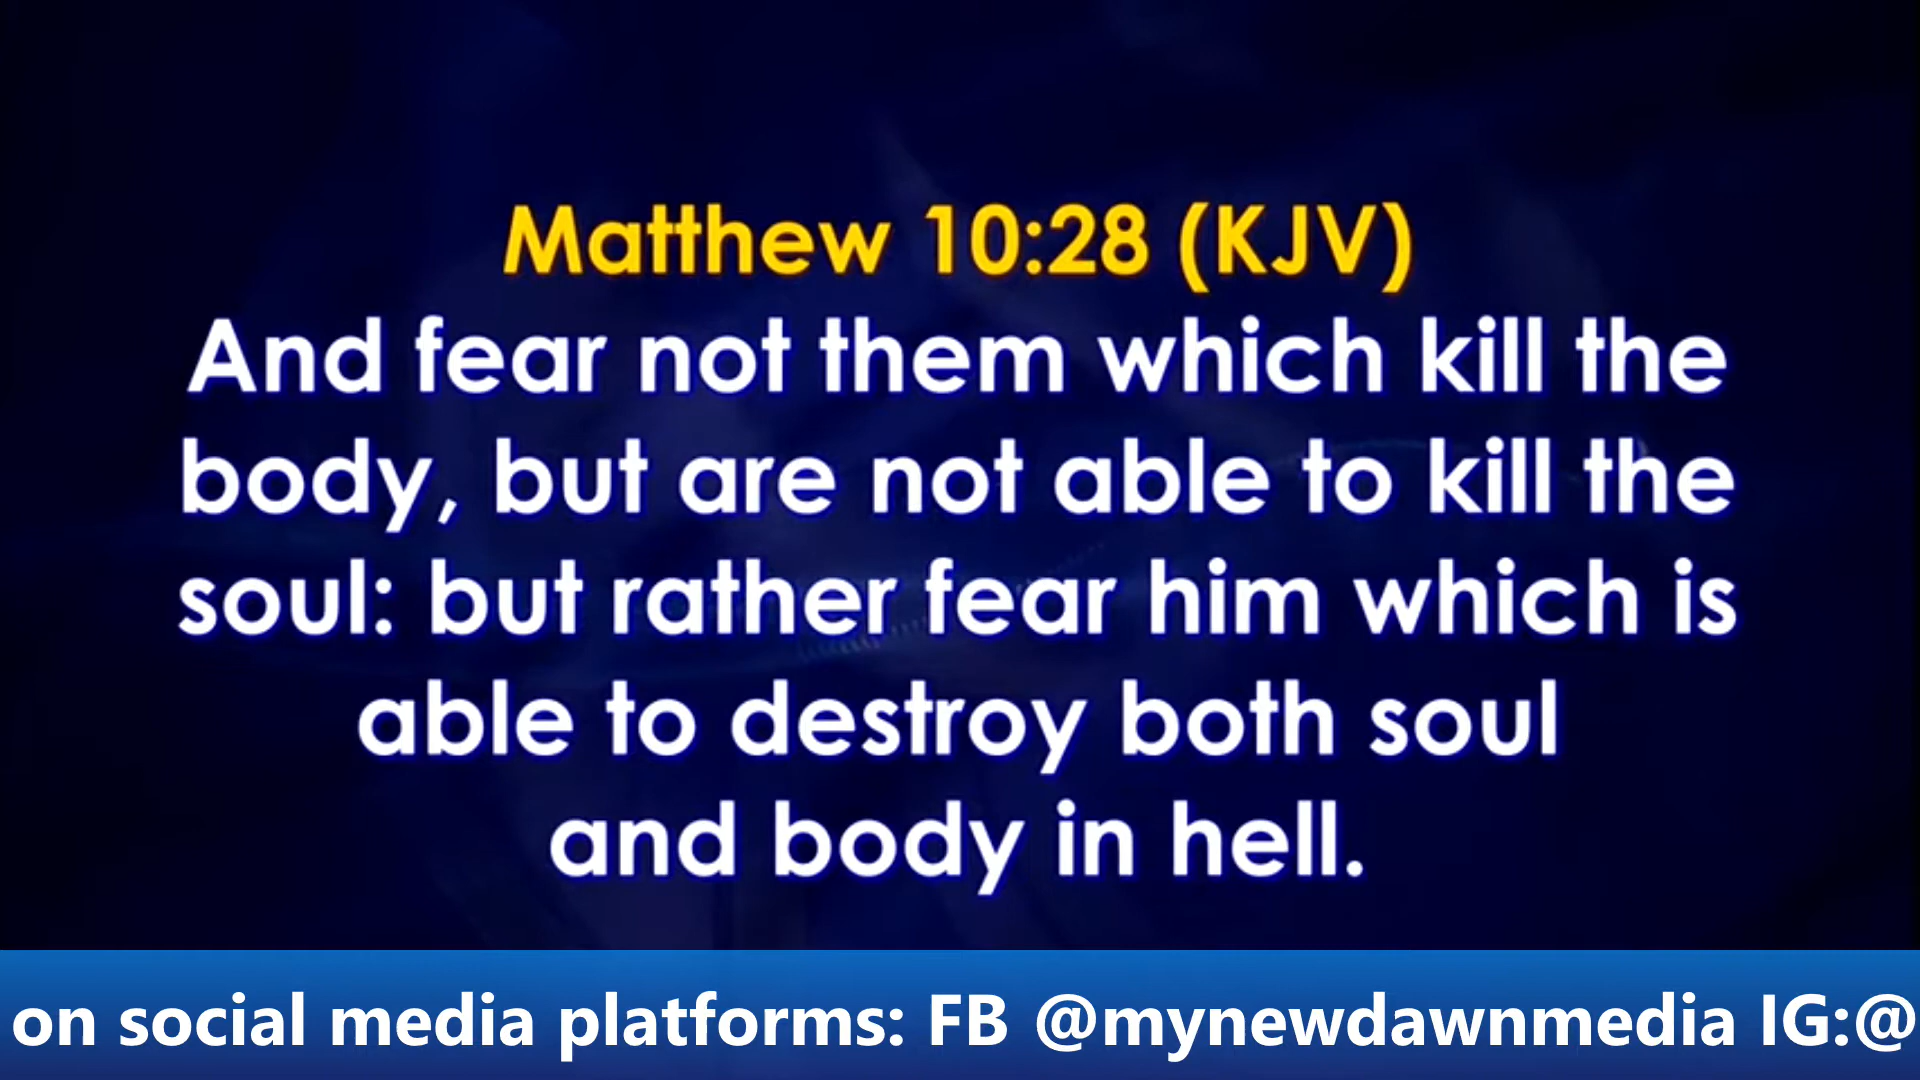 Matthew 10:28 (KJV)
And fear not them which kill the
body, but are not able to kill the
soul: but rather fear him which is
able to destroy both soul
and body in hell.
on social media platforms: FB @mynewdawnmedia IG:@